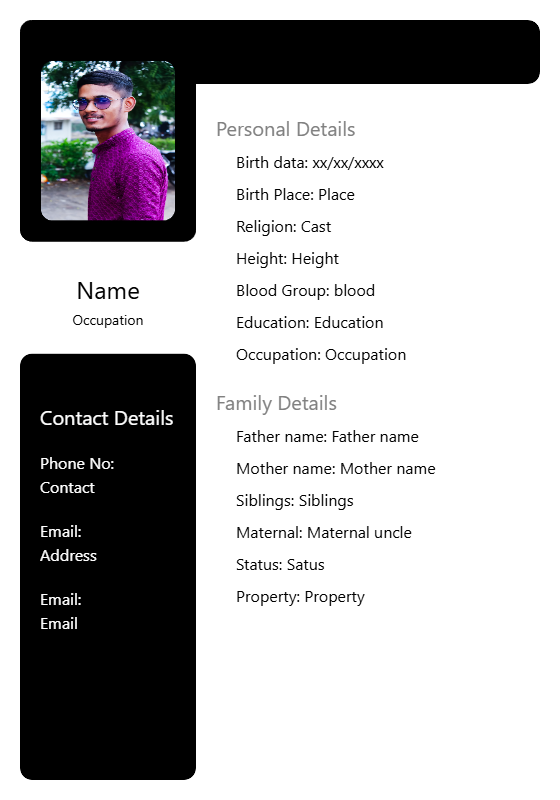 Name
Occupation
Contact Details
Phone No:
Contact
Email:
Address
Email:
Email
Personal Details
Birth data: xx/xx/xxxx
Birth Place: Place
Religion: Cast
Height: Height
Blood Group: blood
Education: Education
Occupation: Occupation
Family Details
Father name: Father name
Mother name: Mother name
Siblings: Siblings
Maternal: Maternal uncle
Status: Satus
Property: Property